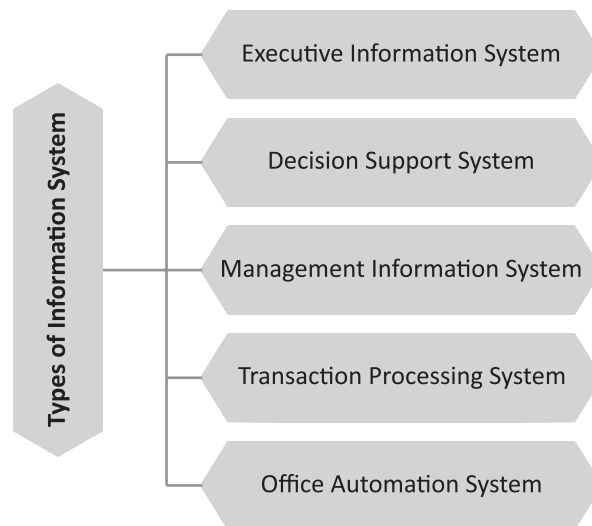 Types of Information System
Executive Information System
Decision Support System
Management Information System
Transaction Processing System
Office Automation System